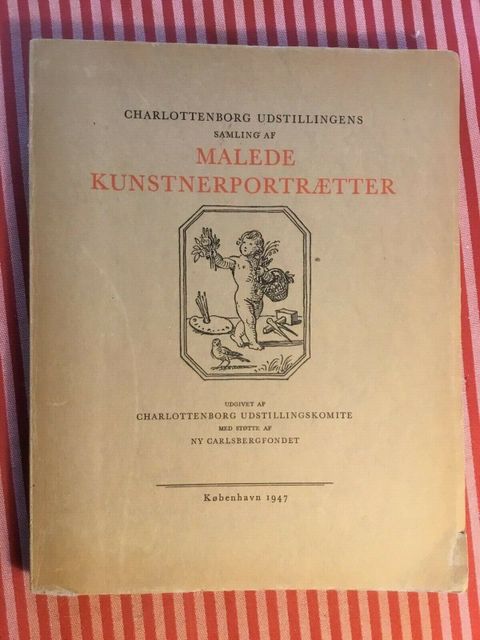 CHARLOTTENBORG UDSTILLINGENS
SAMLING AF
MALEDE
KUNSTNERPORTRÆTTER
UDGIVET AF
CHARLOTTENBORG UDSTILLINGSKOMITE
MED STØTTE AF
NY CARLSBERGFONDET
København 1947